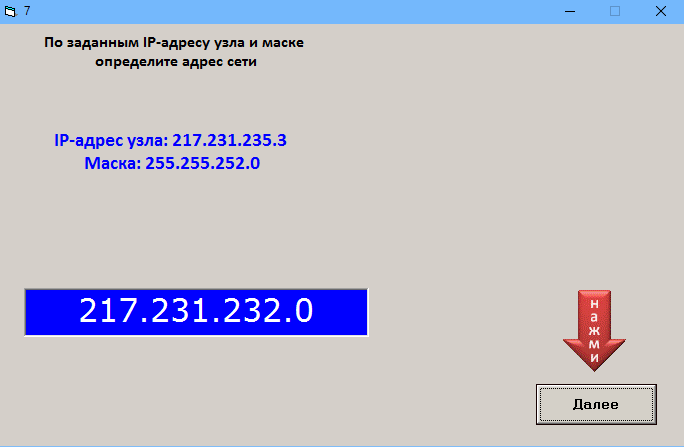 7
По заданным IP-адресу узла и маске
определите адрес сети
IP-адрес узла: 217.231.235.3
Маска: 255.255.252.0
217.231.232.0
нажми
Далее